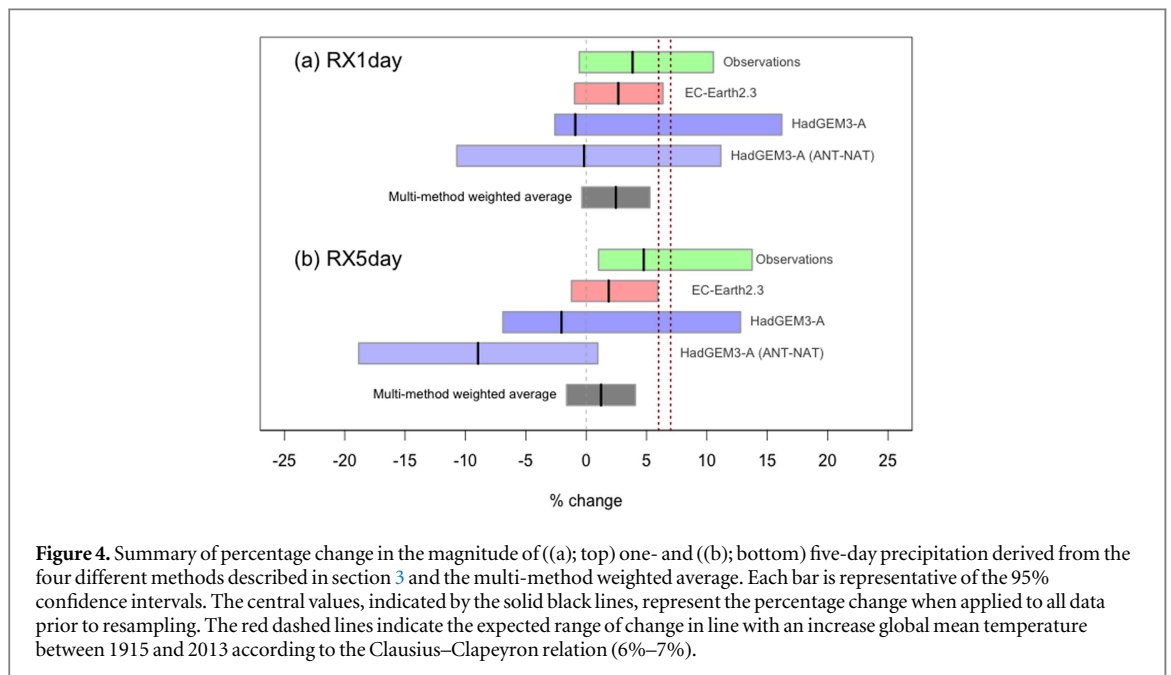 (a) RX1day
Observations
EC-Earth2.3
HadGEM3-A
HadGEM3-A (ANT-NAT)
Multi-method weighted average
(b) RX5day
Observations
EC-Earth2.3
HadGEM3-A
HadGEM3-A (ANT-NAT)
Multi-method weighted average
-25 -20 -15 -10 -5 0 5 10 15 20 25
% change
Figure 4. Summary of percentage change in the magnitude of ((a); top) one- and ((b); bottom) five-day precipitation derived from the
four different methods described in section 3 and the multi-method weighted average. Each bar is representative of the 95%
confidence intervals. The central values, indicated by the solid black lines, represent the percentage change when applied to all data
prior to resampling. The red dashed lines indicate the expected range of change in line with an increase global mean temperature
between 1915 and 2013 according to the Clausius–Clapeyron relation (6%–7%).